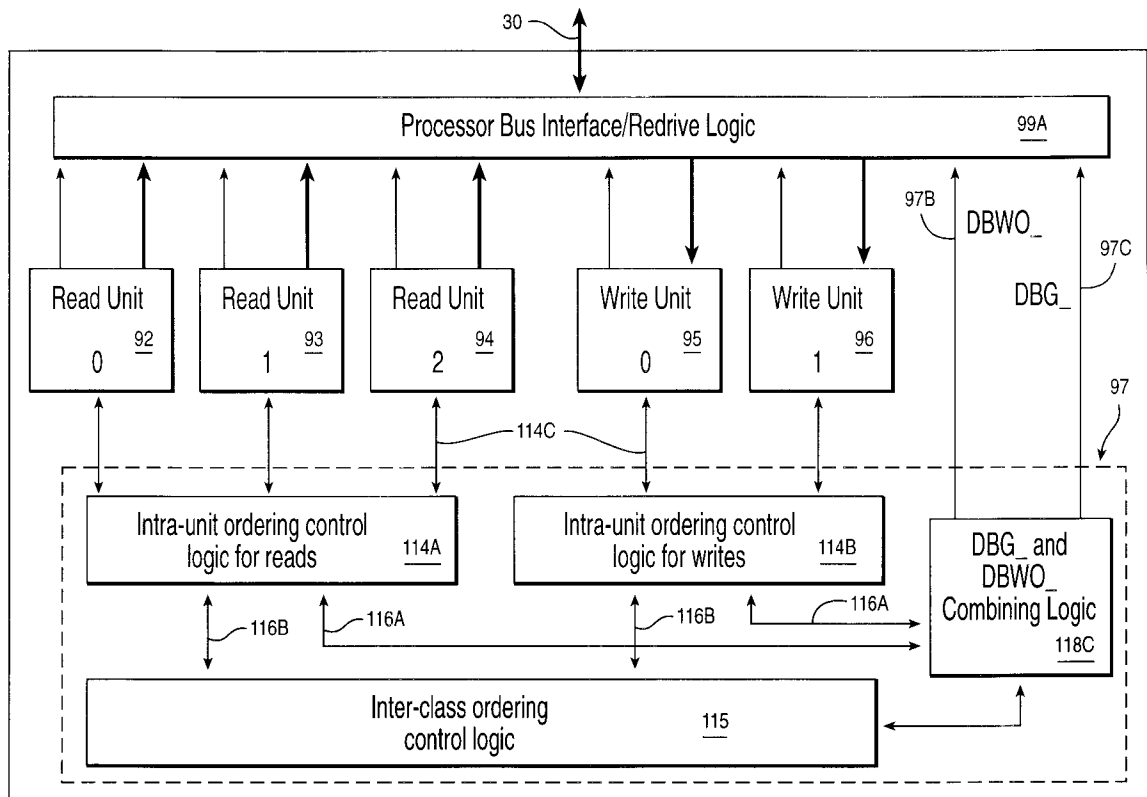 30
Processor Bus Interface/Redrive Logic
99A
97B
DBWO_
97C
DBG_
Read Unit
92
0
Read Unit
93
1
Read Unit
94
2
Write Unit
95
0
Write Unit
96
1
114C
97
Intra-unit ordering control
logic for reads
114A
Intra-unit ordering control
logic for writes
114B
DBG_ and
DBWO_
Combining Logic
118C
116B
116A
116B
116A
Inter-class ordering
control logic
115